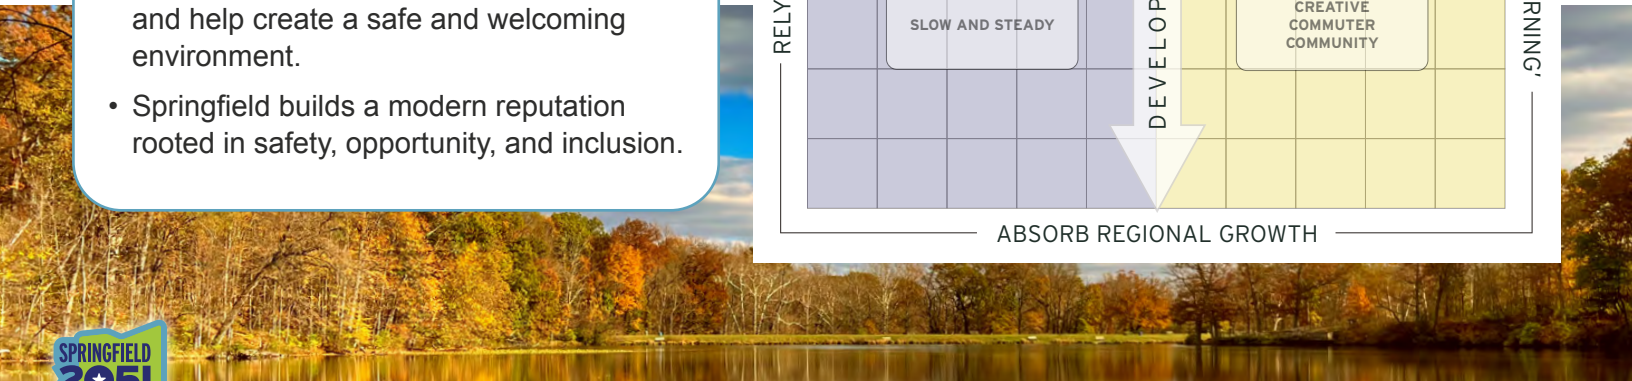 and help create a safe and welcoming
environment.
• Springfield builds a modern reputation
rooted in safety, opportunity, and inclusion.
RELY
SLOW AND STEADY
DEVELOP
CREATIVE
COMMUTER
COMMUNITY
RNING’
ABSORB REGIONAL GROWTH
SPRINGFIELD
2051